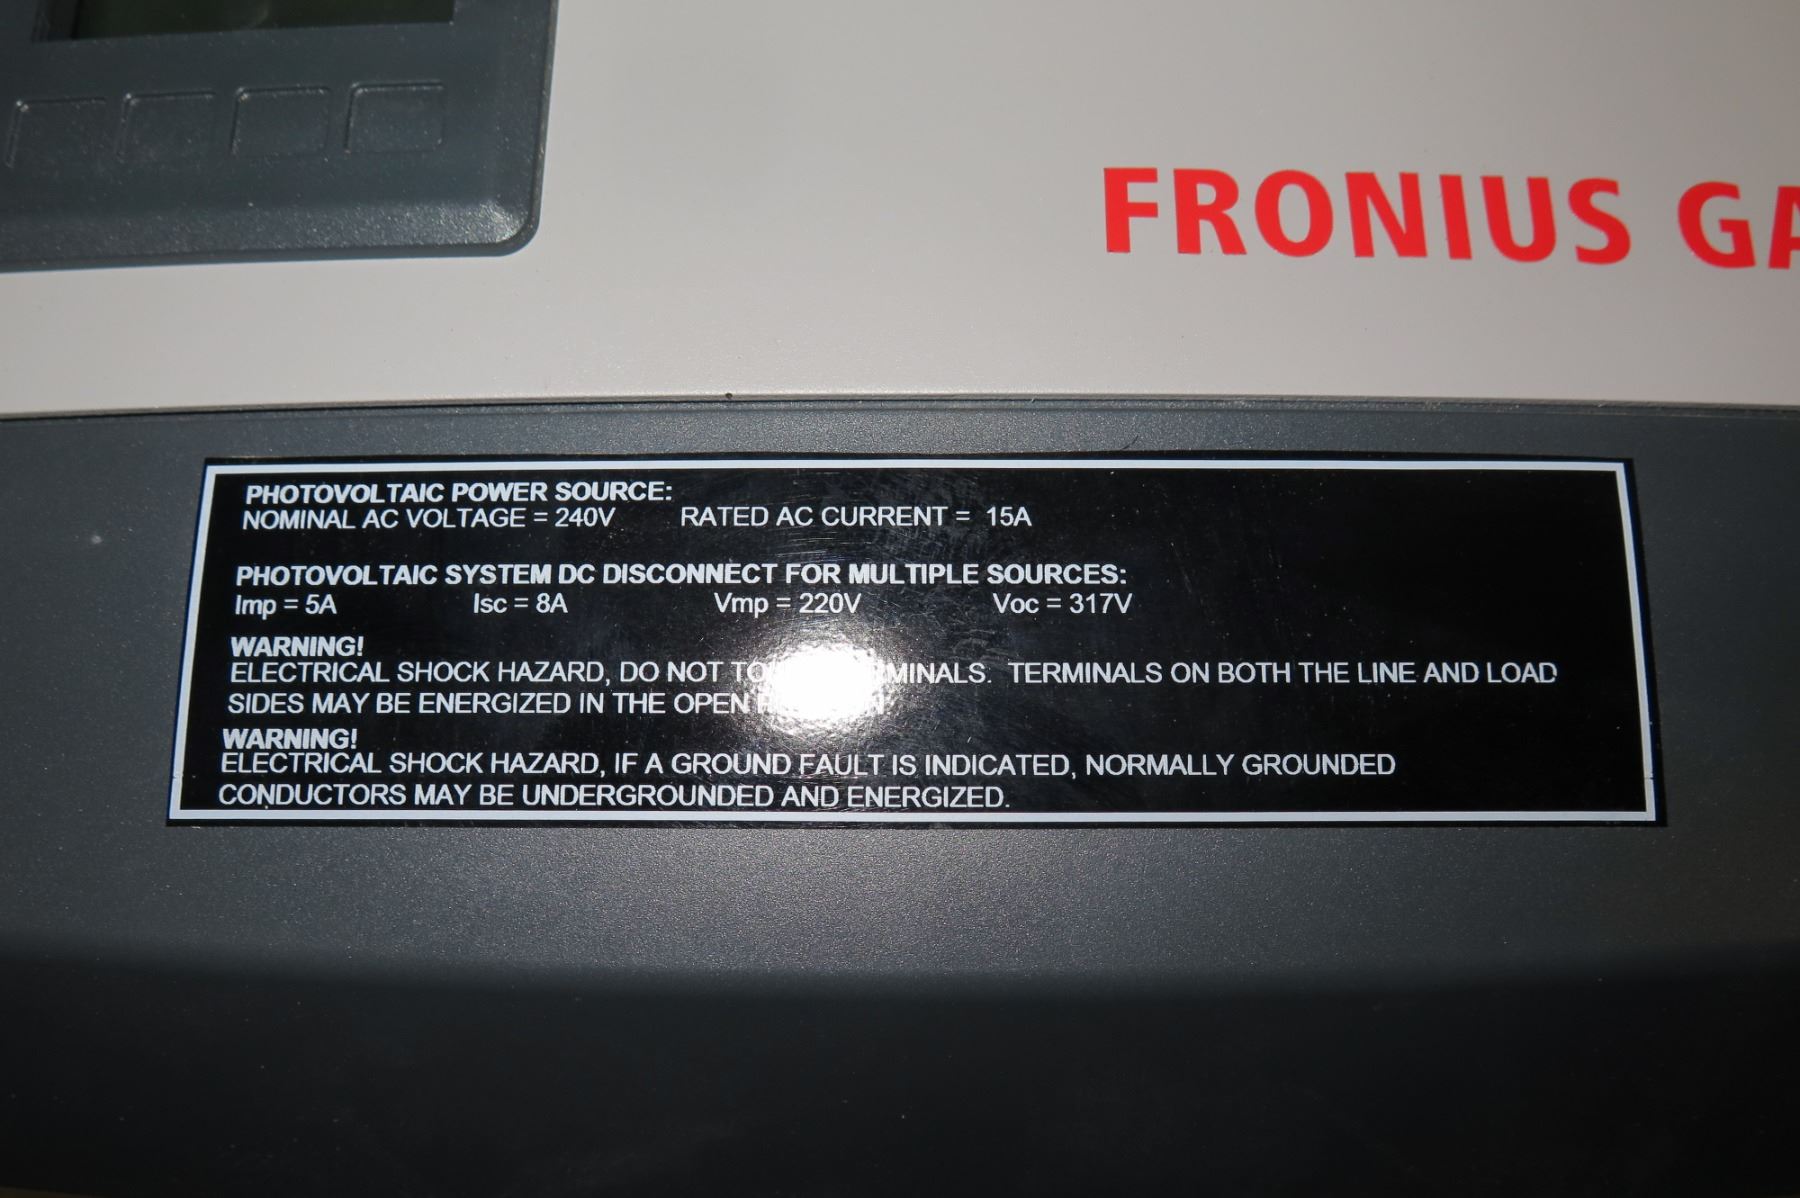 FRONIUS GA
PHOTOVOLTAIC POWER SOURCE:
NOMINAL AC VOLTAGE = 240V RATED AC CURRENT = 15A
PHOTOVOLTAIC SYSTEM DC DISCONNECT FOR MULTIPLE SOURCES:
Imp = 5A Isc = 8A Vmp = 220V Voc = 317V
WARNING!
ELECTRICAL SHOCK HAZARD, DO NOT TERMINALS ON BOTH THE LINE AND LOAD
SIDES MAY BE ENERGIZED IN THE OPEN
WARNING!
ELECTRICAL SHOCK HAZARD, IF A GROUND FAULT IS INDICATED, NORMALLY GROUNDED
CONDUCTORS MAY BE UNDERGROUNDED AND ENERGIZED.